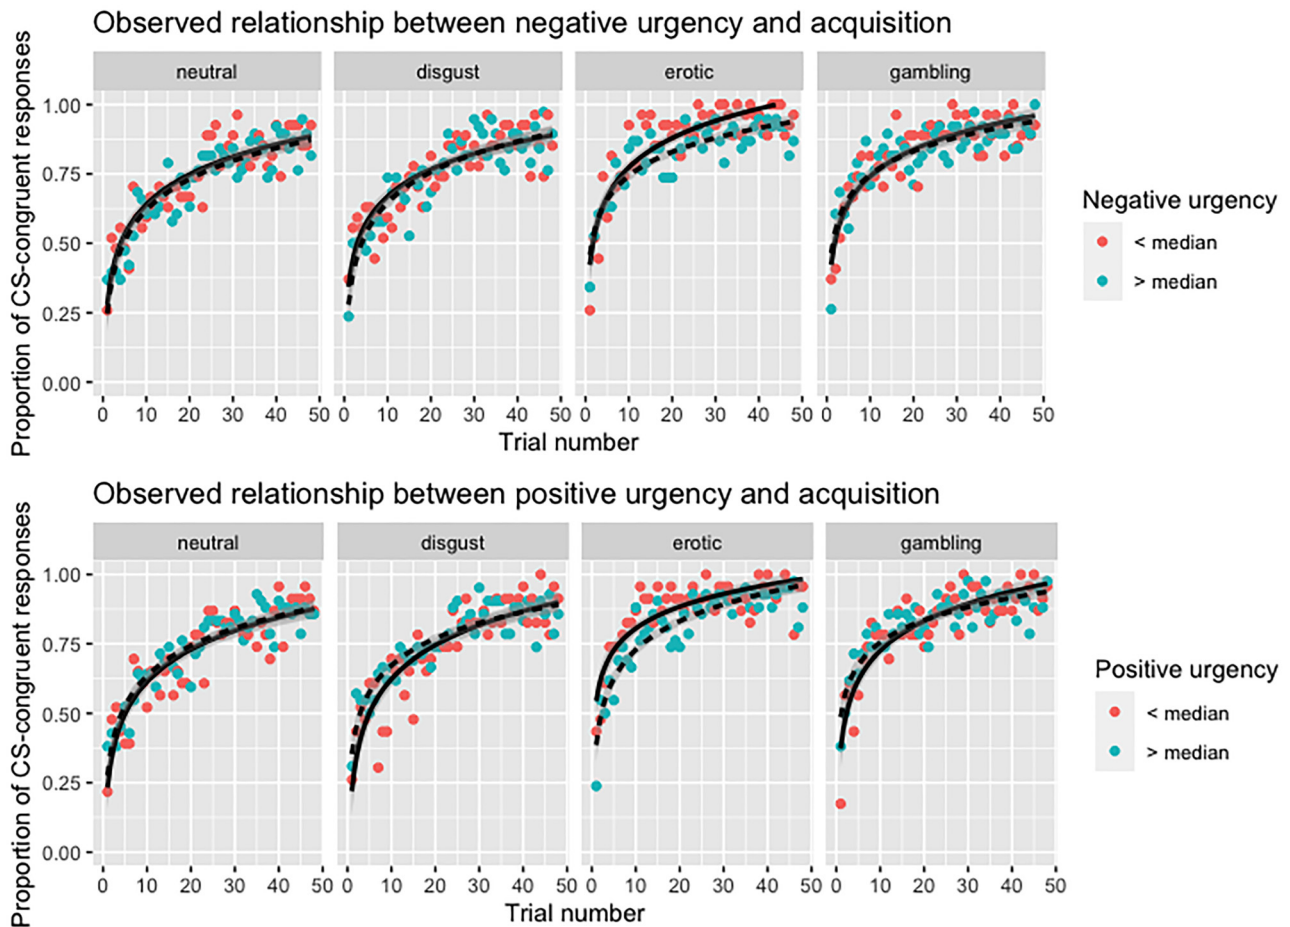 Observed relationship between negative urgency and acquisition
neutral disgust erotic gambling
Proportion of CS-congruent responses
1.00
0.75
0.50
0.25
0.00
0 10 20 30 40 50 0 10 20 30 40 50 0 10 20 30 40 50 0 10 20 30 40 50
Trial number
Negative urgency
< median
> median
Observed relationship between positive urgency and acquisition
neutral disgust erotic gambling
Proportion of CS-congruent responses
1.00
0.75
0.50
0.25
0.00
0 10 20 30 40 50 0 10 20 30 40 50 0 10 20 30 40 50 0 10 20 30 40 50
Trial number
Positive urgency
< median
> median